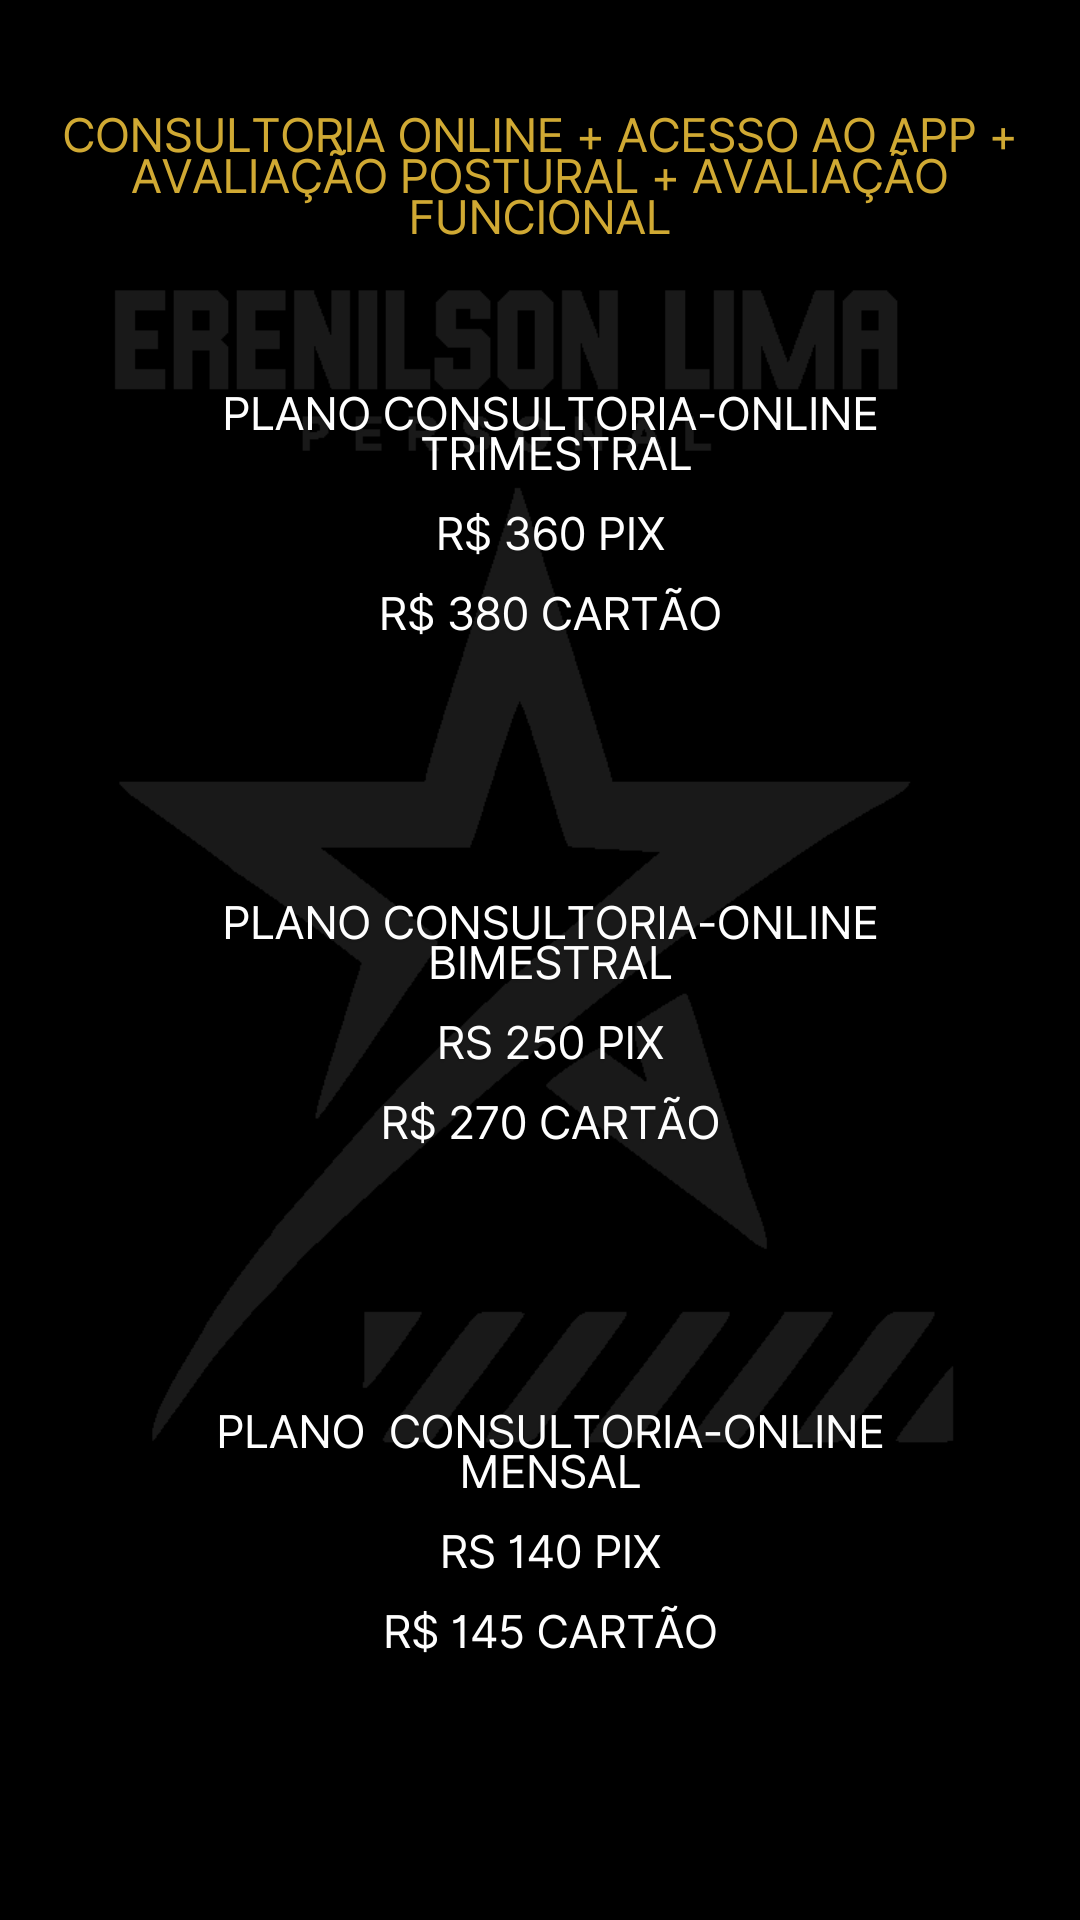 CONSULTORIA ONLINE + ACESSO AO APP +
AVALIAÇÃO POSTURAL + AVALIAÇÃO
FUNCIONAL
ERENILSON LIMA
PERSONAL
PLANO CONSULTORIA-ONLINE
TRIMESTRAL
R$ 360 PIX
R$ 380 CARTÃO
PLANO CONSULTORIA-ONLINE
BIMESTRAL
RS 250 PIX
R$ 270 CARTÃO
PLANO  CONSULTORIA-ONLINE
MENSAL
RS 140 PIX
R$ 145 CARTÃO